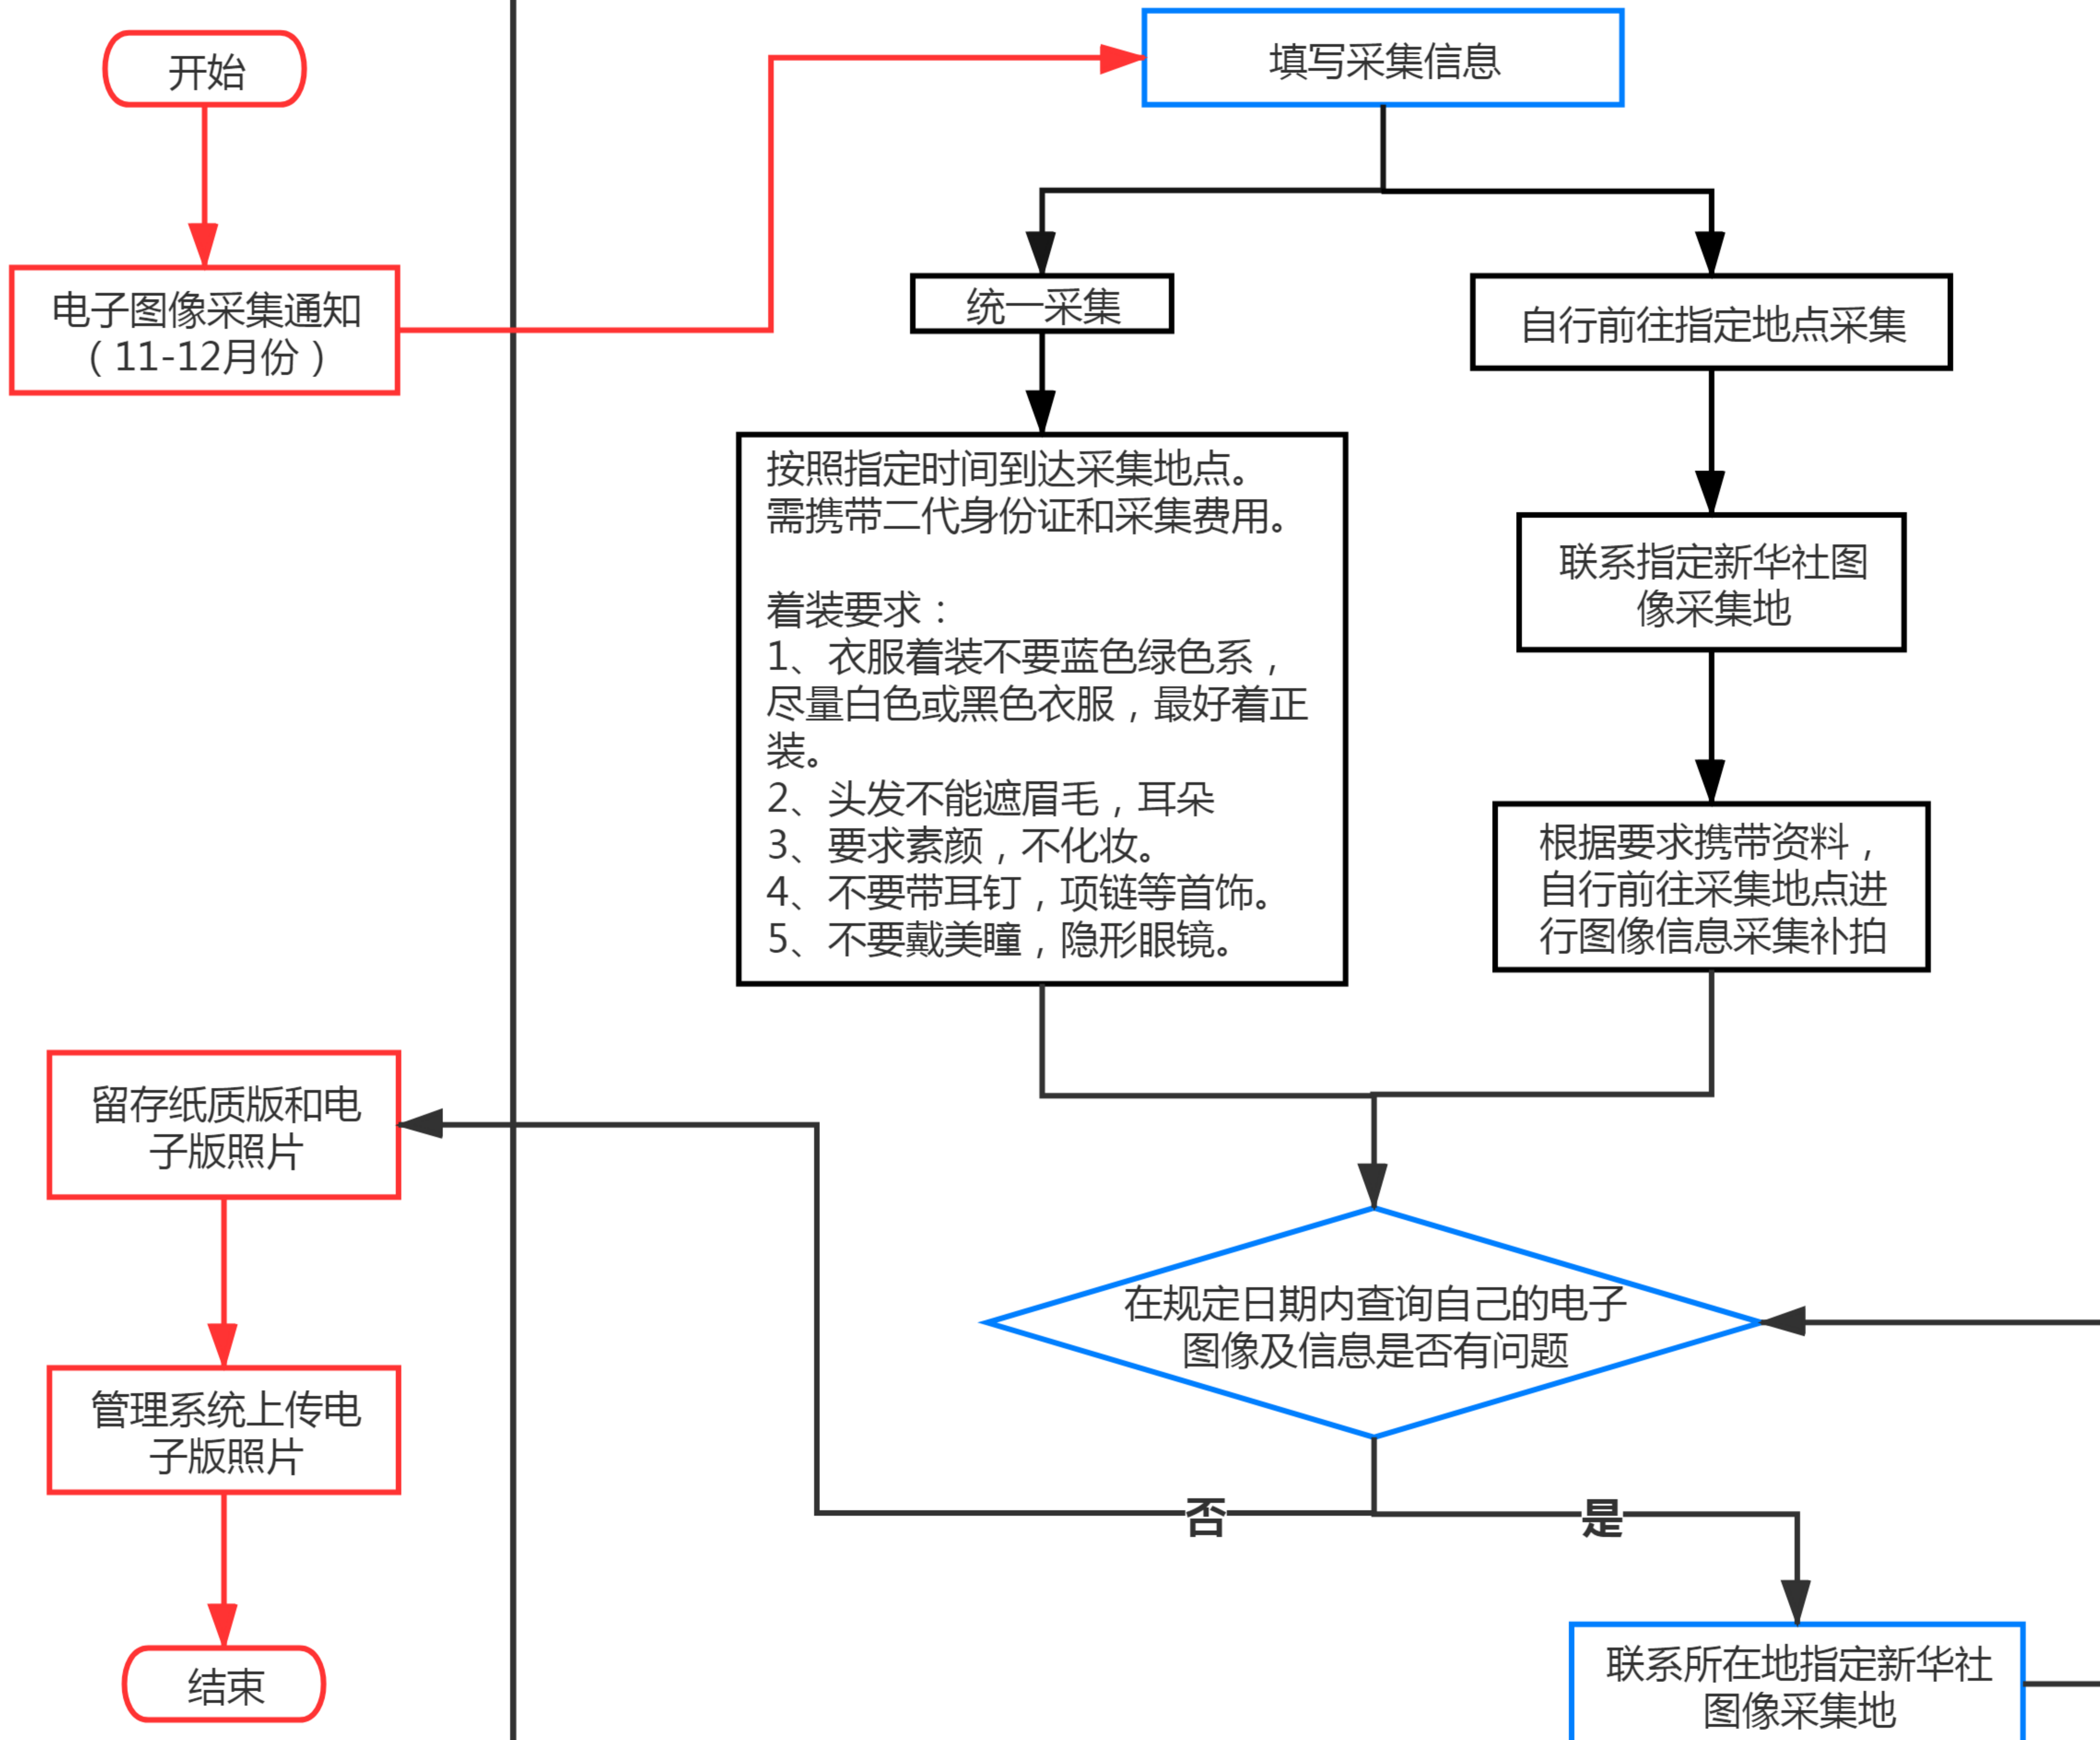 开始
电子图像采集通知
（11-12月份）
填写采集信息
统一采集
自行前往指定地点采集
按照指定时间到达采集地点。
需携带二代身份证和采集费用。
着装要求：
1、衣服着装不要蓝色绿色系，
尽量白色或黑色衣服，最好着正
装。
2、头发不能遮眉毛，耳朵
3、要求素颜，不化妆。
4、不要带耳钉，项链等首饰。
5、不要戴美瞳，隐形眼镜。
联系指定新华社图
像采集地
根据要求携带资料，
自行前往采集地点进
行图像信息采集补拍
在规定日期内查询自己的电子
图像及信息是否有问题
否
是
联系所在地指定新华社
图像采集地
留存纸质版和电
子版照片
管理系统上传电
子版照片
结束